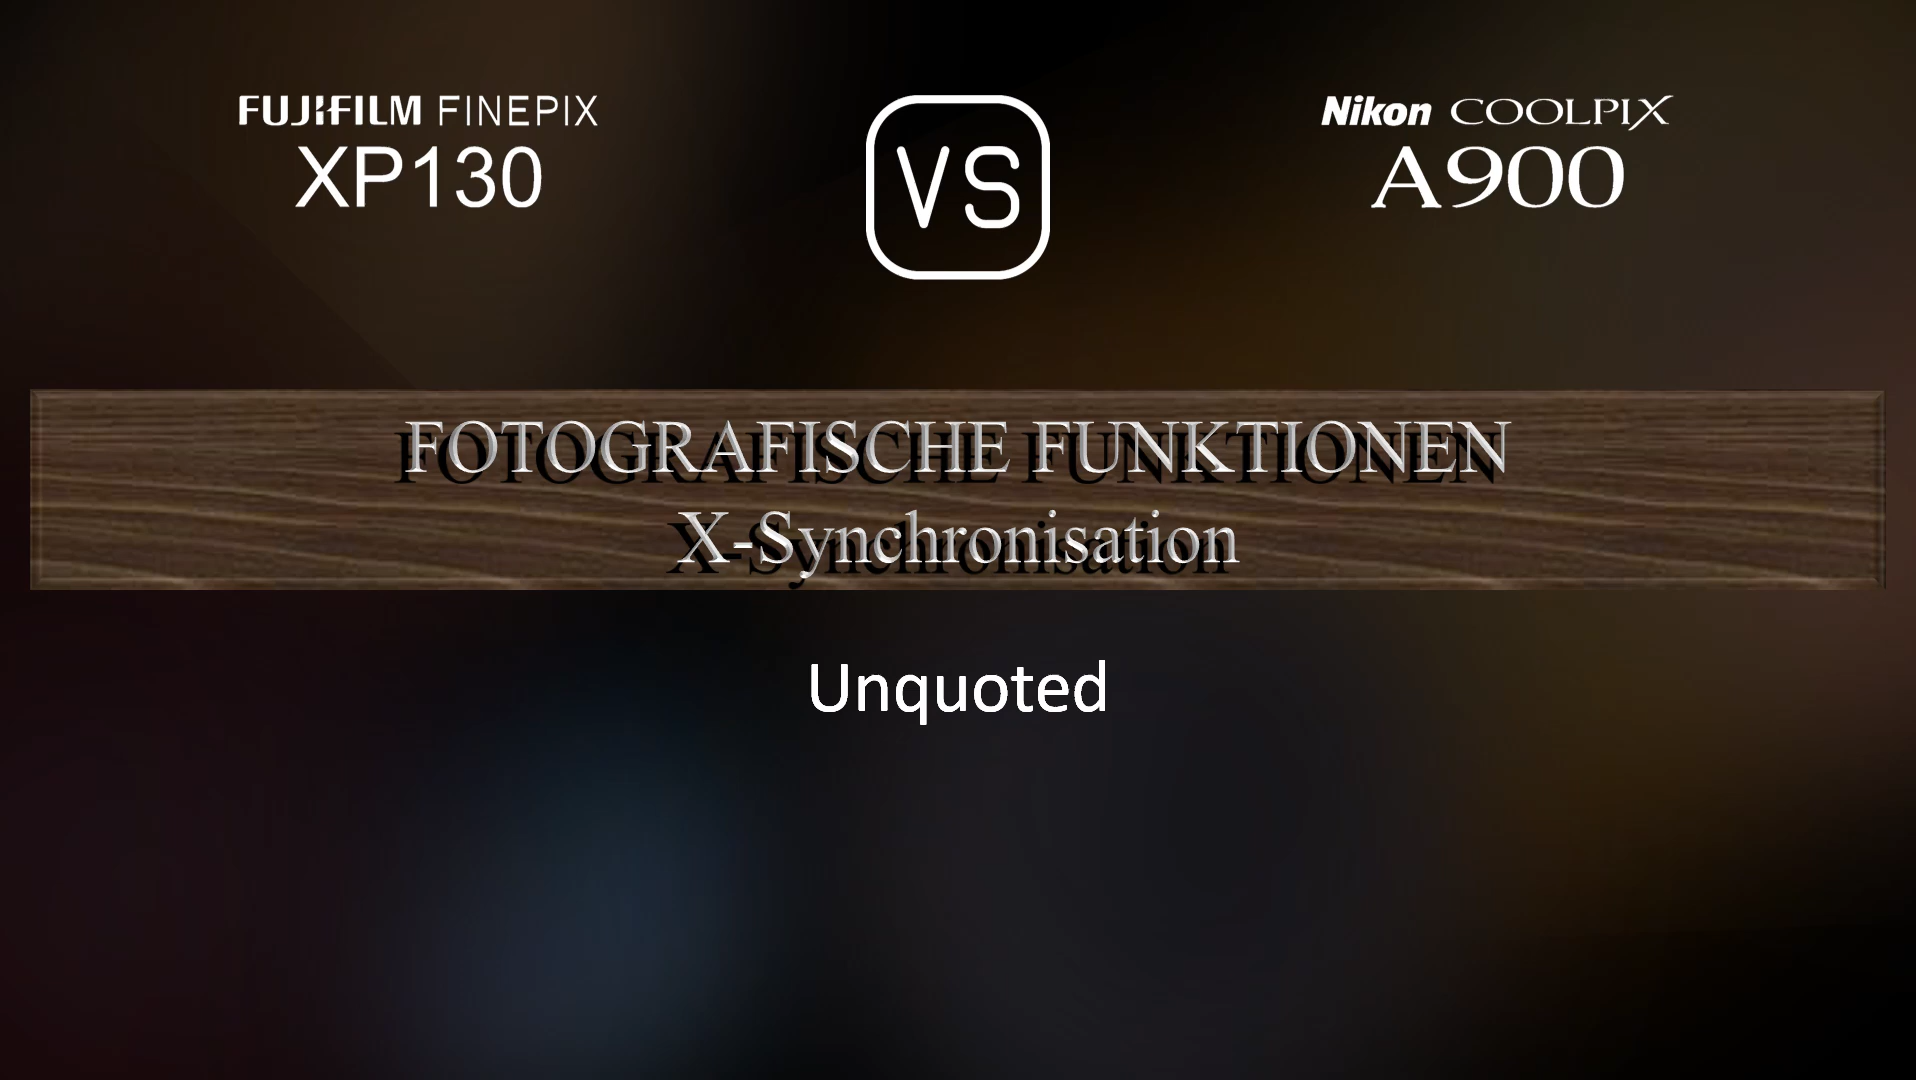 FUJIFILM FINEPIX
XP130
VS
Nikon COOLPIX
A900
FOTOGRAFISCHE FUNKTIONEN
X-Synchronisation
Unquoted